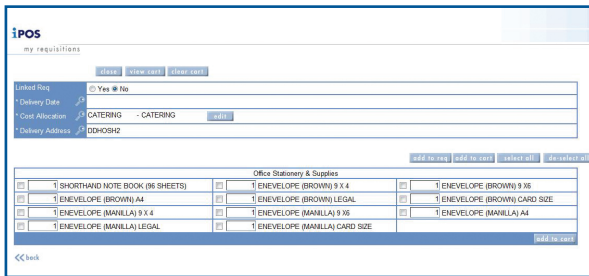 iPOS
my requisitions
close view cart clear cart
Linked Req Yes No
* Delivery Date
* Cost Allocation CATERING - CATERING edit
* Delivery Address DDHOSH2
add to req add to cart select all de-select all
Office Stationery & Supplies
1 SHORTHAND NOTE BOOK (96 SHEETS) 1 ENEVELOPE (BROWN) 9 X 4 1 ENEVELOPE (BROWN) 9 X6
1 ENEVELOPE (BROWN) A4 1 ENEVELOPE (BROWN) LEGAL 1 ENEVELOPE (BROWN) CARD SIZE
1 ENEVELOPE (MANILLA) 9 X 4 1 ENEVELOPE (MANILLA) 9 X6 1 ENEVELOPE (MANILLA) A4
1 ENEVELOPE (MANILLA) LEGAL 1 ENEVELOPE (MANILLA) CARD SIZE
add to cart
<< back